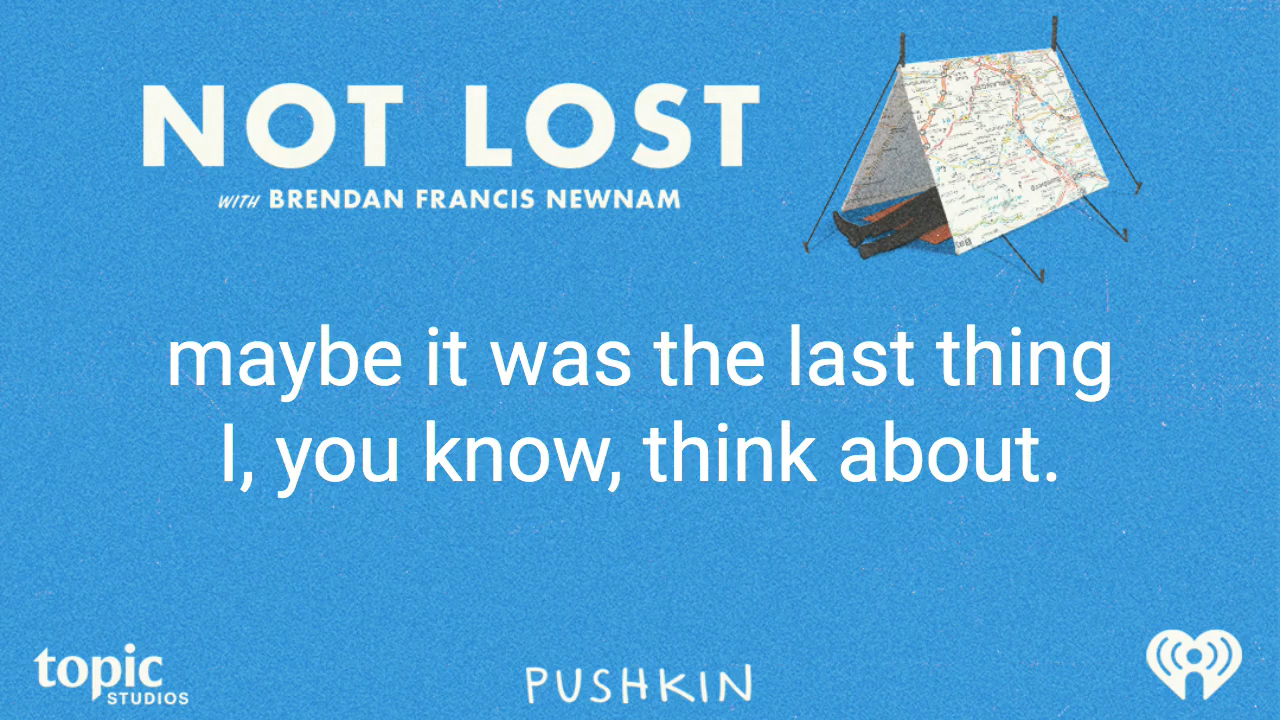 NOT LOST
WITH BRENDAN FRANCIS NEWNAM
maybe it was the last thing
I, you know, think about.
topic
STUDIOS
PUSHKIN